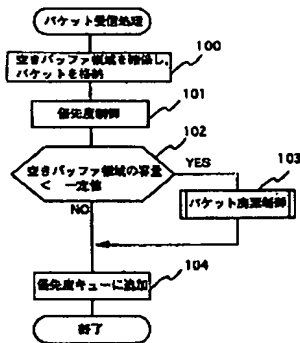 パケット受信処理
100
空きバッファ領域を確保し,
パケットを格納
101
優先度制御
102
空きバッファ領域の容量
< 一定値
YES
103
パケット廃棄制御
NO
104
優先度キューに追加
終了